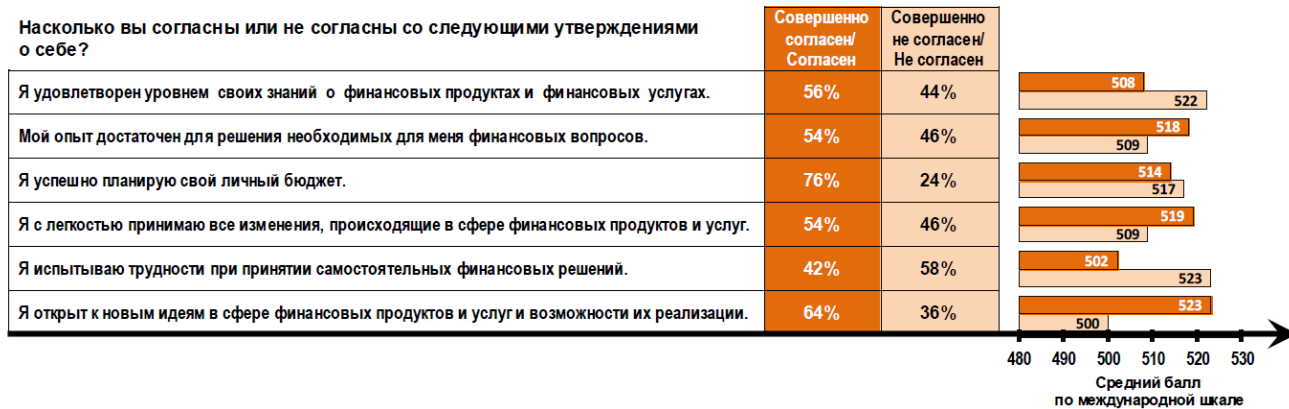 Насколько вы согласны или не согласны со следующими утверждениями
о себе?
Совершенно
согласен/
Согласен
Совершенно
не согласен/
Не согласен
Я удовлетворен уровнем своих знаний о финансовых продуктах и финансовых услугах.
56%
44%
508
522
Мой опыт достаточен для решения необходимых для меня финансовых вопросов.
54%
46%
518
509
Я успешно планирую свой личный бюджет.
76%
24%
514
517
Я с легкостью принимаю все изменения, происходящие в сфере финансовых продуктов и услуг.
54%
46%
519
509
Я испытываю трудности при принятии самостоятельных финансовых решений.
42%
58%
502
523
Я открыт к новым идеям в сфере финансовых продуктов и услуг и возможности их реализации.
64%
36%
523
500
480 490 500 510 520 530
Средний балл
по международной шкале